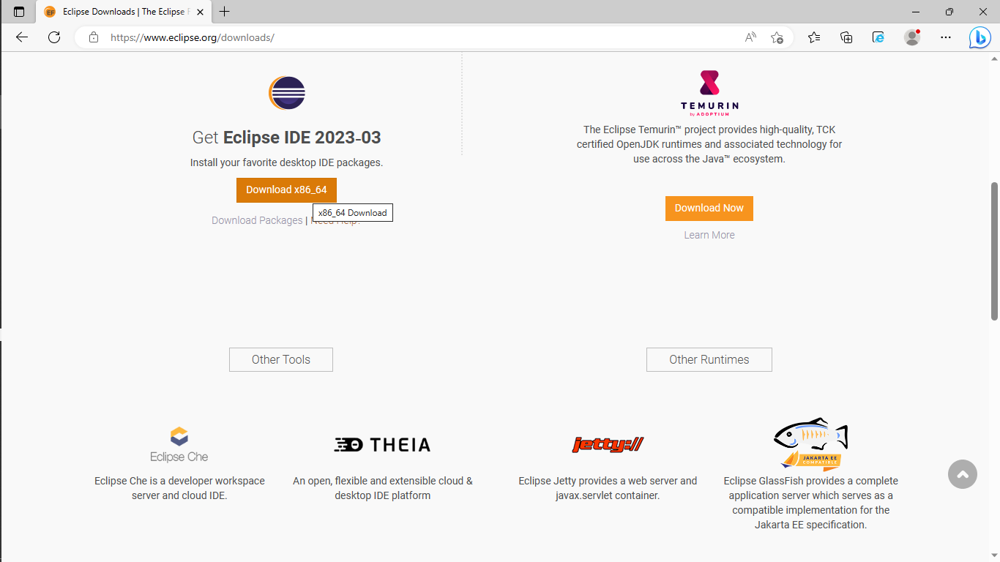 Eclipse Downloads | The Eclipse F
https://www.eclipse.org/downloads/
Get Eclipse IDE 2023-03
Install your favorite desktop IDE packages.
Download x86_64
x86_64 Download
Download Packages | Need Help?
TEMURIN
by ADOPTIUM
The Eclipse Temurin™ project provides high-quality, TCK
certified OpenJDK runtimes and associated technology for
use across the Java™ ecosystem.
Download Now
Learn More
Other Tools
Other Runtimes
Eclipse Che
Eclipse Che is a developer workspace
server and cloud IDE.
THEIA
An open, flexible and extensible cloud &
desktop IDE platform
jetty://
Eclipse Jetty provides a web server and
javax.servlet container.
JAKARTA EE
COMPATIBLE
Eclipse GlassFish provides a complete
application server which serves as a
compatible implementation for the
Jakarta EE specification.